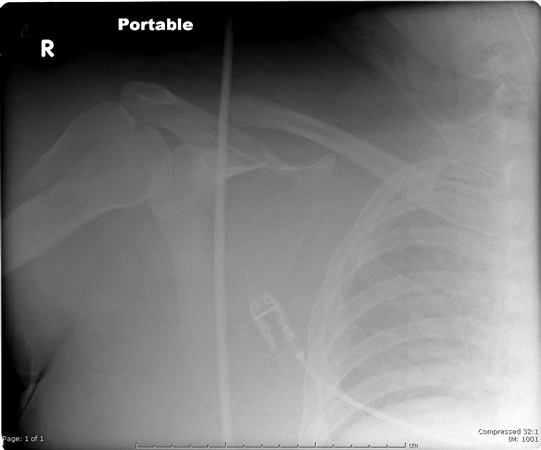 Portable
R
Page: 1 of 1
cm
Compressed 32:1
IM: 1001